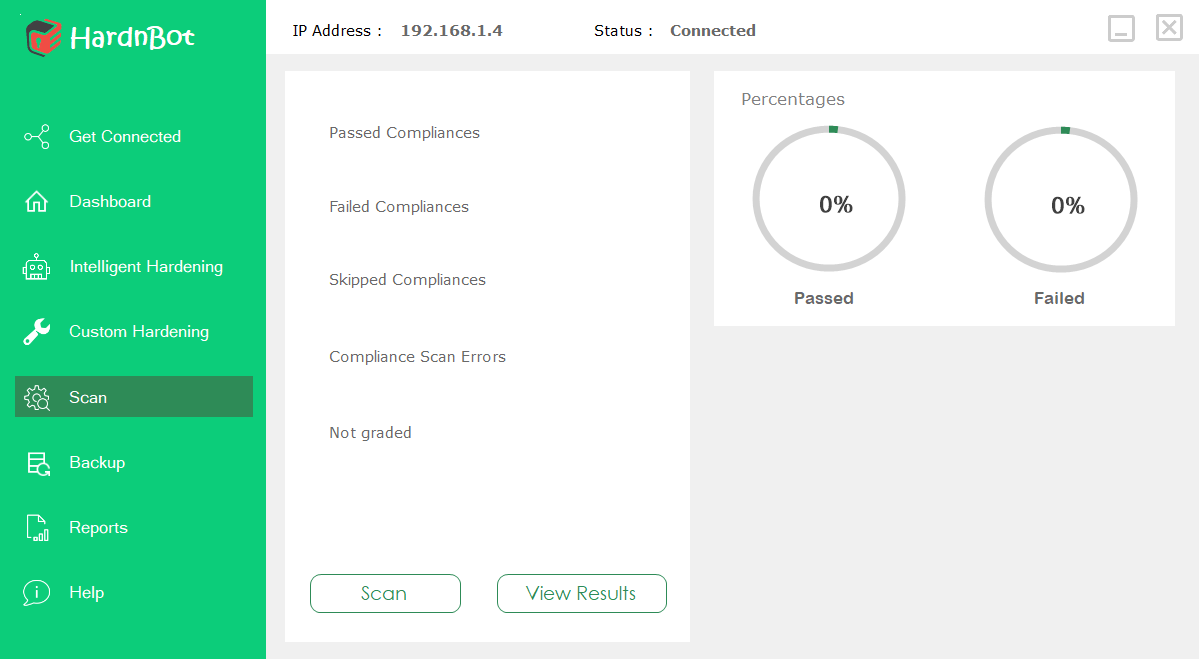 HardnBot
IP Address : 192.168.1.4 Status : Connected
Get Connected
Dashboard
Intelligent Hardening
Custom Hardening
Scan
Backup
Reports
Help
Passed Compliances
Failed Compliances
Skipped Compliances
Compliance Scan Errors
Not graded
Scan View Results
Percentages
0% 0%
Passed Failed